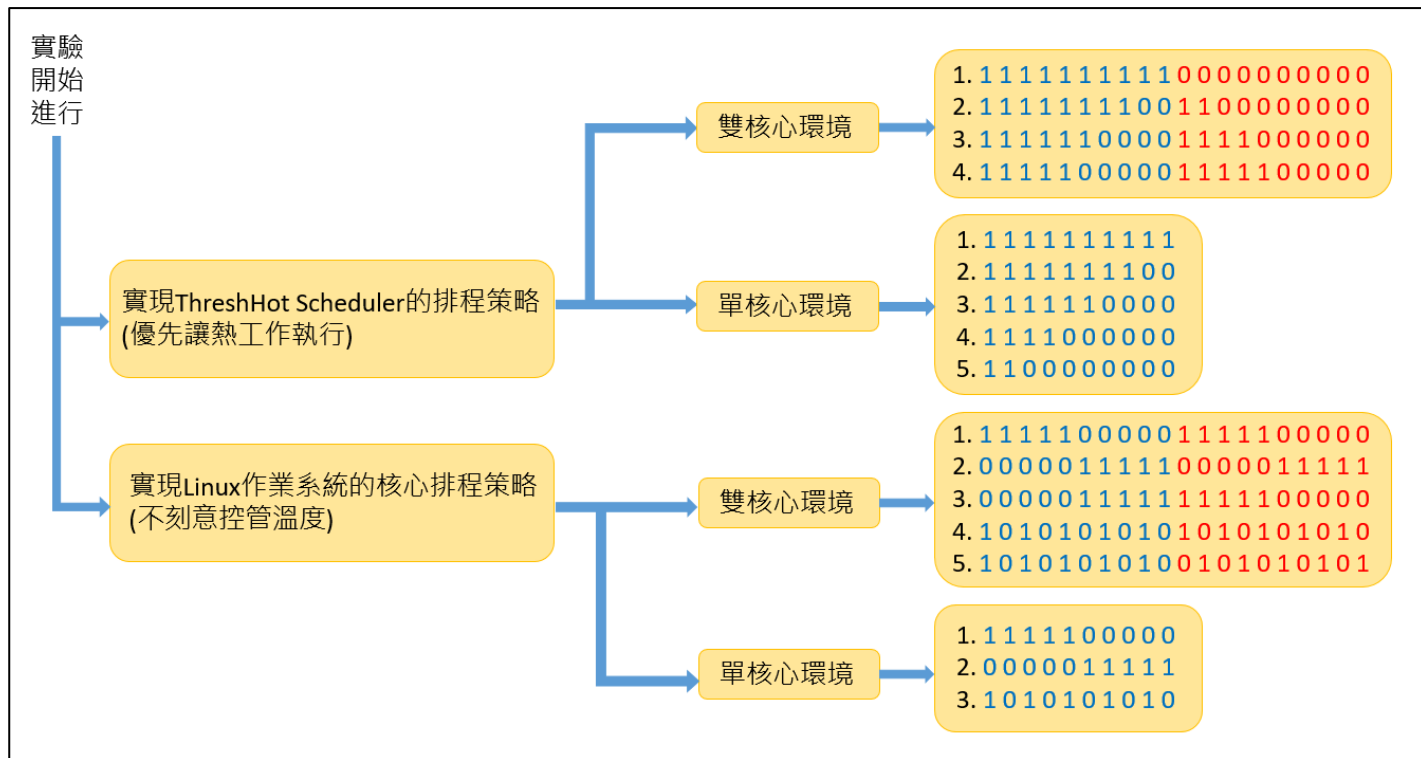 實驗
開始
進行
實現ThreshHot Scheduler的排程策略
(優先讓熱工作執行)
雙核心環境
1. 1 1 1 1 1 1 1 1 1 1 0 0 0 0 0 0 0 0 0 0
2. 1 1 1 1 1 1 1 1 0 0 1 1 0 0 0 0 0 0 0 0
3. 1 1 1 1 1 1 0 0 0 0 1 1 1 1 0 0 0 0 0 0
4. 1 1 1 1 1 0 0 0 0 0 1 1 1 1 1 0 0 0 0 0
單核心環境
1. 1 1 1 1 1 1 1 1 1 1
2. 1 1 1 1 1 1 1 1 0 0
3. 1 1 1 1 1 1 0 0 0 0
4. 1 1 1 1 0 0 0 0 0 0
5. 1 1 0 0 0 0 0 0 0 0
實現Linux作業系統的核心排程策略
(不刻意控管溫度)
雙核心環境
1. 1 1 1 1 1 0 0 0 0 0 1 1 1 1 1 0 0 0 0 0
2. 0 0 0 0 0 1 1 1 1 1 0 0 0 0 0 1 1 1 1 1
3. 0 0 0 0 0 1 1 1 1 1 1 1 1 1 1 0 0 0 0 0
4. 1 0 1 0 1 0 1 0 1 0 1 0 1 0 1 0 1 0 1 0
5. 1 0 1 0 1 0 1 0 1 0 0 1 0 1 0 1 0 1 0 1
單核心環境
1. 1 1 1 1 1 0 0 0 0 0
2. 0 0 0 0 0 1 1 1 1 1
3. 1 0 1 0 1 0 1 0 1 0